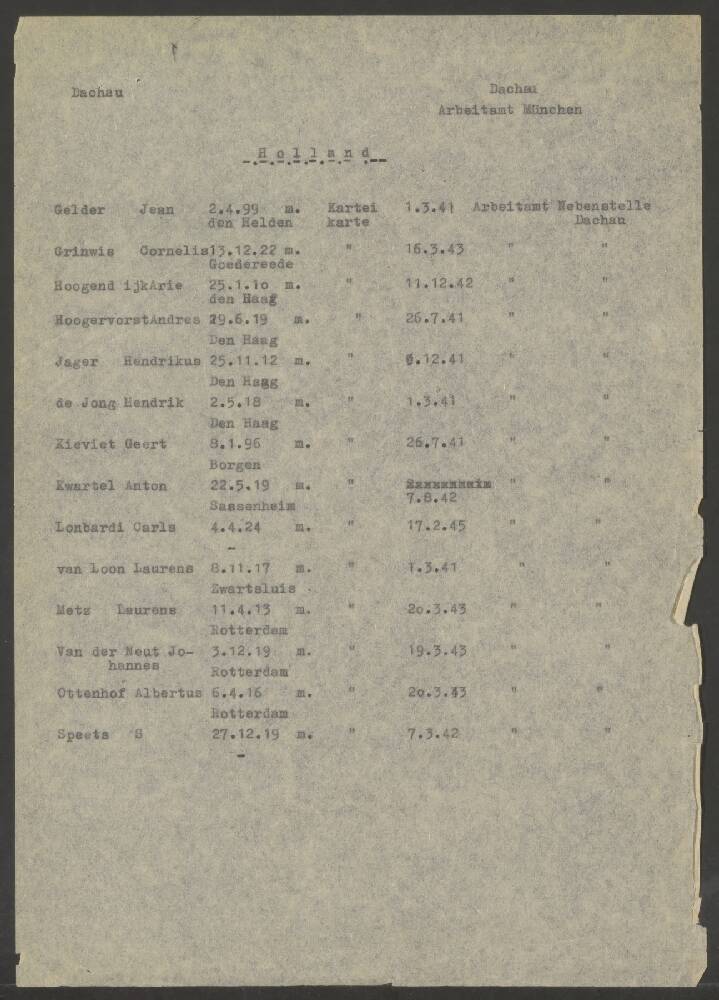 Dachau Dachau
Arbeitamt München
Holland
Gelder Jean 2.4.99 m. Kartei 1.3.41 Arbeitamt Nebenstelle
den Helden karte Dachau
Grinwis Cornelis13.12.22 m. " 16.3.43 " "
Goedereede
Hoogend ijkArie 25.1.1o m. " 11.12.42 " "
den Haag
HoogervorstAndres 29.6.19 m. " 26.7.41 " "
Den Haag
Jager Hendrikus 25.11.12 m. " 6.12.41 " "
Den Haag
de Jong Hendrik 2.5.18 m. " 1.3.41 " "
Den Haag
Kieviet Geert 8.1.96 m. " 26.7.41 " "
Borgen
Kwartel Anton 22.5.19 m. " " "
Sassenheim 7.8.42
Lonbardi Carls 4.4.24 m. " 17.2.45 " "
-
van Loon Laurens 8.11.17 m. " 1.3.41 " "
Zwartsluis
Metz Laurens 11.4.13 m. " 2o.3.43 " "
Rotterdam
Van der Neut Jo- 3.12.19 m. " 19.3.43 " "
hannes Rotterdam
Ottenhof Albertus 6.4.16 m. " 2o.3.43 " "
Rotterdam
Speets S 27.12.19 m. " 7.3.42 " "
-